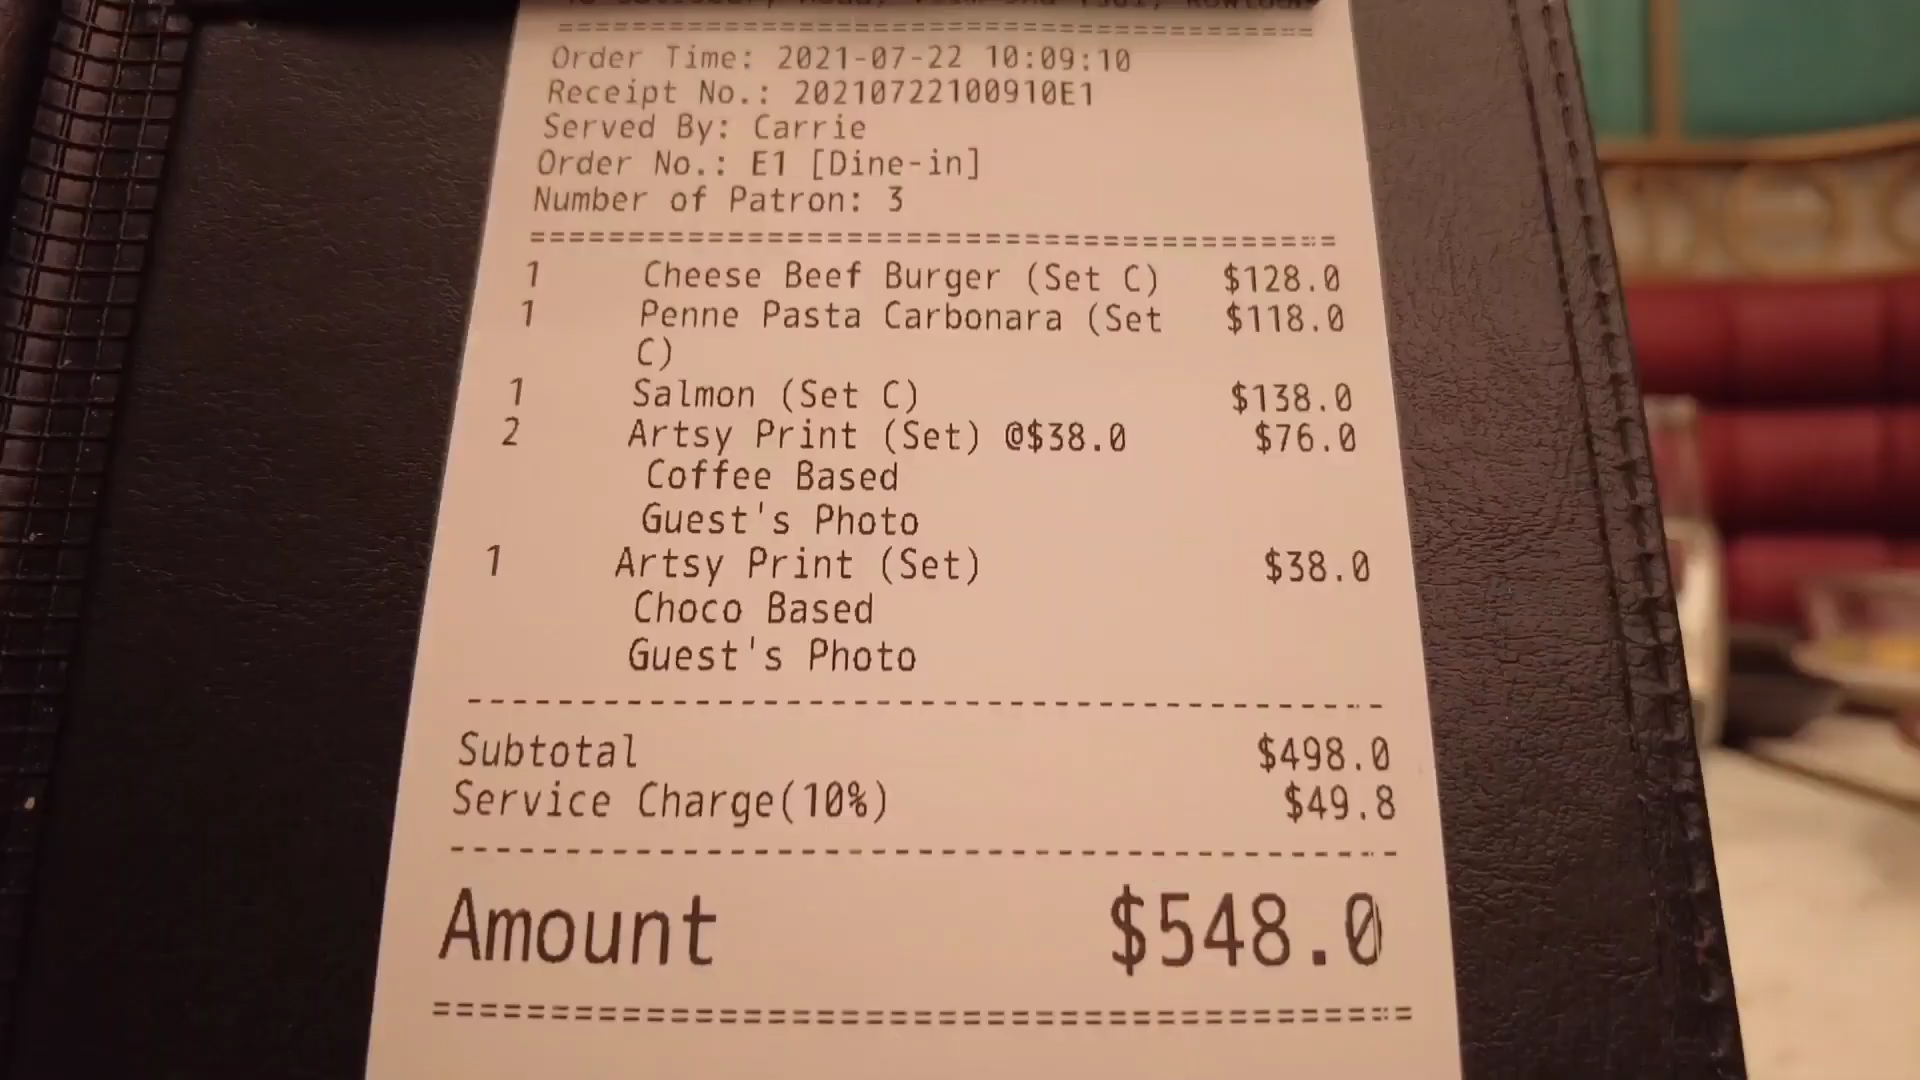 =====================================
Order Time: 2021-07-22 10:09:10
Receipt No.: 20210722100910E1
Served By: Carrie
Order No.: E1 [Dine-in]
Number of Patron: 3
=====================================
1 Cheese Beef Burger (Set C) $128.0
1 Penne Pasta Carbonara (Set $118.0
C)
1 Salmon (Set C) $138.0
2 Artsy Print (Set) @$38.0 $76.0
Coffee Based
Guest's Photo
1 Artsy Print (Set) $38.0
Choco Based
Guest's Photo
-------------------------------------
Subtotal $498.0
Service Charge(10%) $49.8
-------------------------------------
Amount $548.0
=====================================